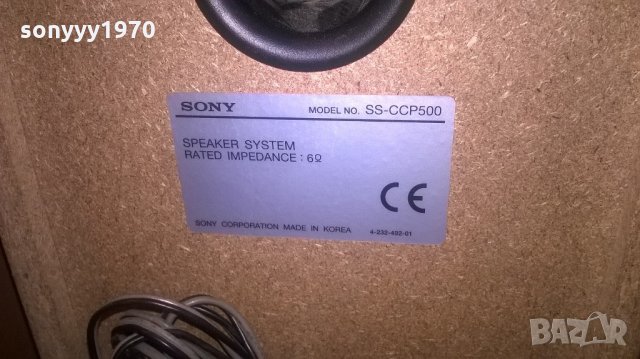 sonyyy1970
SONY MODEL NO. SS-CCP500
SPEAKER SYSTEM
RATED IMPEDANCE : 6Ω
CE
SONY CORPORATION MADE IN KOREA 4-232-492-01
BAZAR